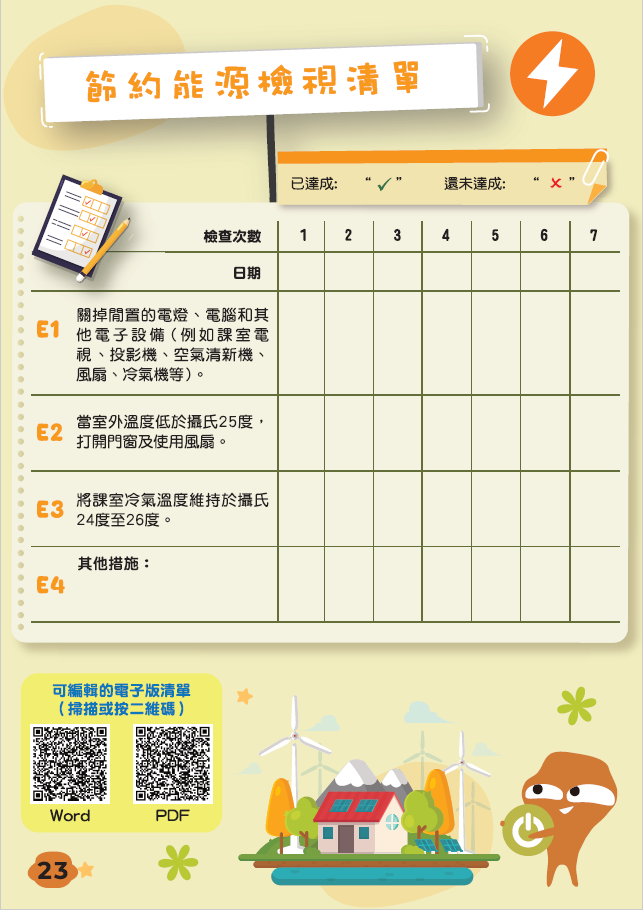 節約能源檢視清單
已達成: “ ✓ ” 還未達成: “ ✗ ”
檢查次數 1 2 3 4 5 6 7
日期
E1
關掉閒置的電燈、電腦和其
他電子設備(例如課室電
視、投影機、空氣清新機、
風扇、冷氣機等)。
E2
當室外溫度低於攝氏25度，
打開門窗及使用風扇。
E3
將課室冷氣溫度維持於攝氏
24度至26度。
E4
其他措施：
可編輯的電子版清單
(掃描或按二維碼)
Word PDF
23